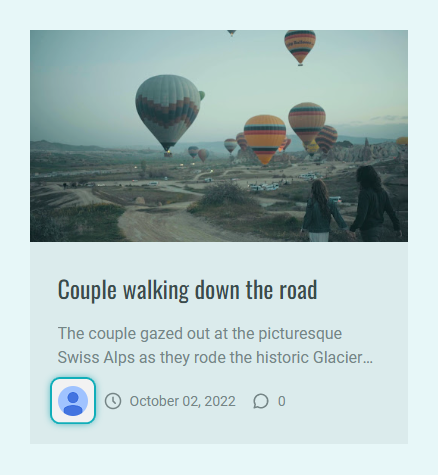 Couple walking down the road
The couple gazed out at the picturesque
Swiss Alps as they rode the historic Glacier...
October 02, 2022
0